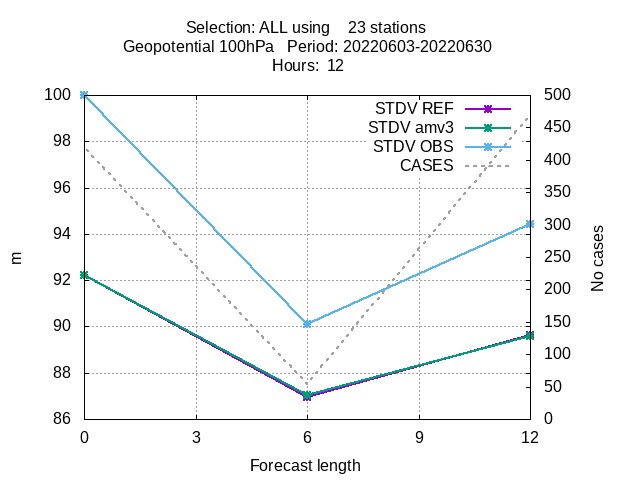 Selection: ALL using    23 stations
Geopotential 100hPa   Period: 20220603-20220630
Hours:  12
100
98
96
94
92
90
88
86
m
STDV REF
STDV amv3
STDV OBS
CASES
500
450
400
350
300
250
200
150
100
50
0
No cases
0
3
6
9
12
Forecast length